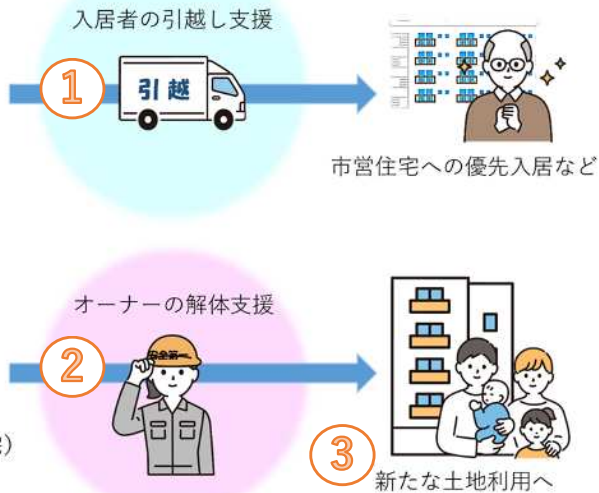 入居者の引越し支援
①
引越
市営住宅への優先入居など
オーナーの解体支援
②
安全第一
③
新たな土地利用へ